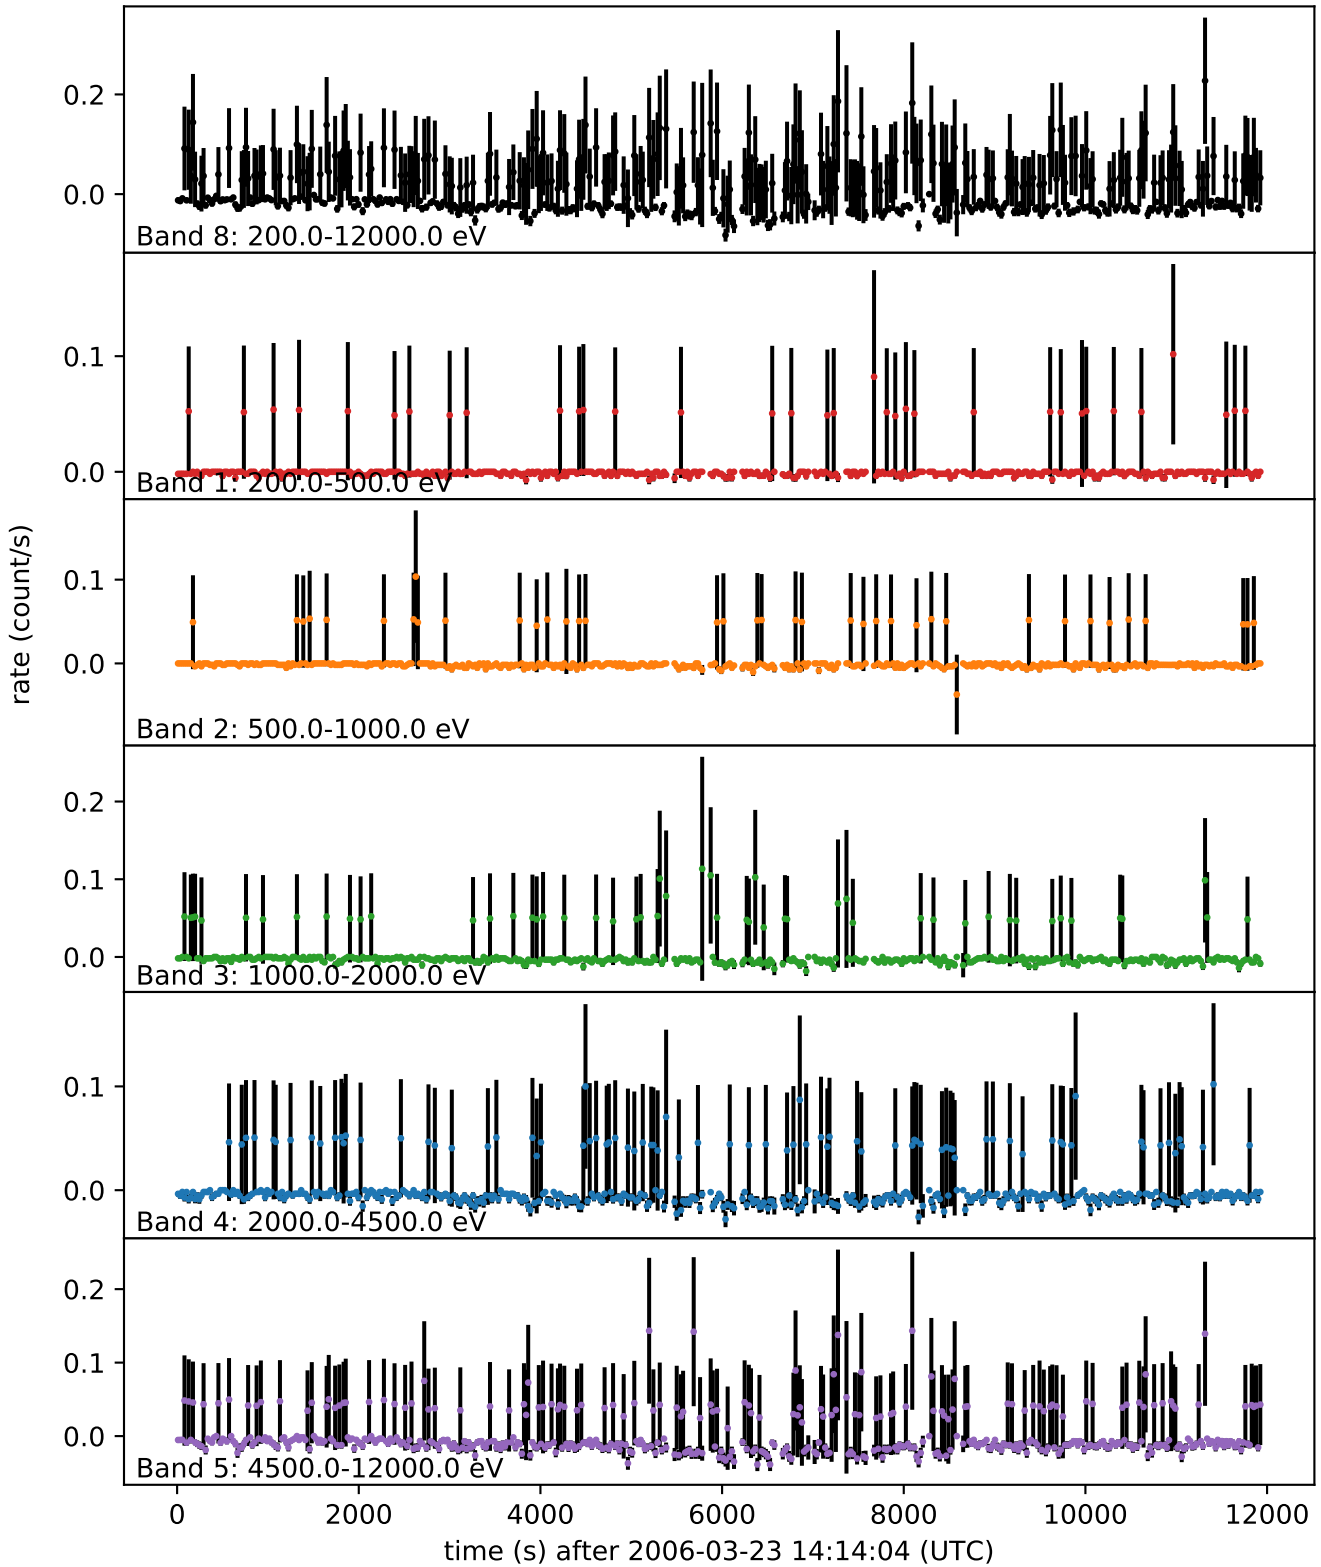 0.2
0.0
Band 8: 200.0-12000.0 eV
0.1
0.0
Band 1: 200.0-500.0 eV
0.1
0.0
Band 2: 500.0-1000.0 eV
rate (count/s)
0.2
0.1
0.0
Band 3: 1000.0-2000.0 eV
0.1
0.0
Band 4: 2000.0-4500.0 eV
0.2
0.1
0.0
Band 5: 4500.0-12000.0 eV
0 2000 4000 6000 8000 10000 12000
time (s) after 2006-03-23 14:14:04 (UTC)